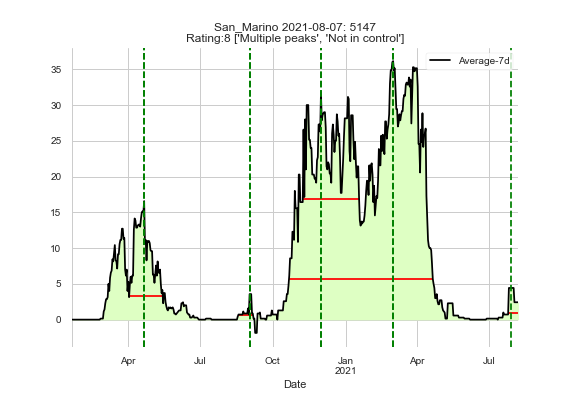 San_Marino 2021-08-07: 5147
Rating:8 ['Multiple peaks', 'Not in control']
Average-7d
35
30
25
20
15
10
5
0
Apr Jul Oct Jan Apr Jul
2021
Date